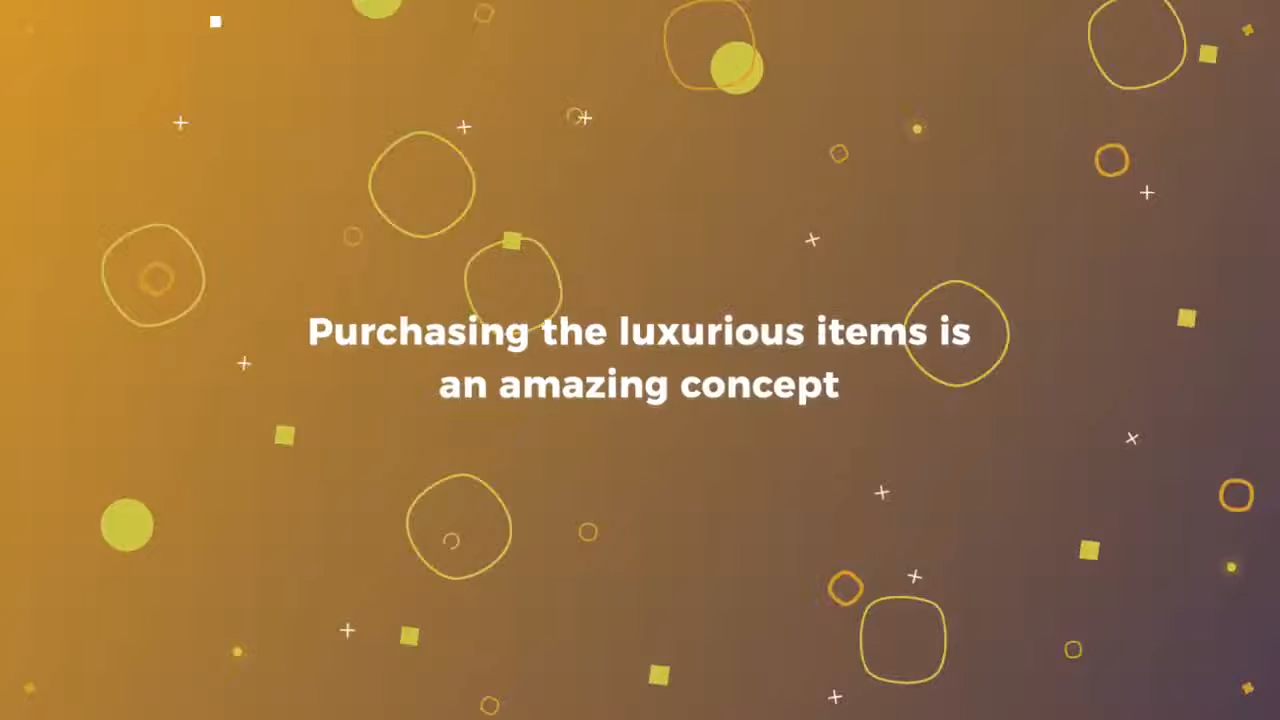 Purchasing the luxurious items is
an amazing concept